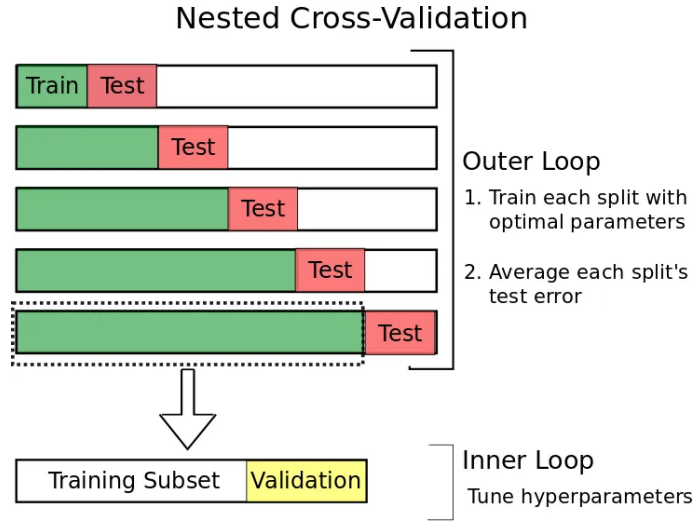 Nested Cross-Validation
Train Test
Test
Test
Test
Test
Outer Loop
1. Train each split with
optimal parameters
2. Average each split's
test error
Training Subset Validation
Inner Loop
Tune hyperparameters